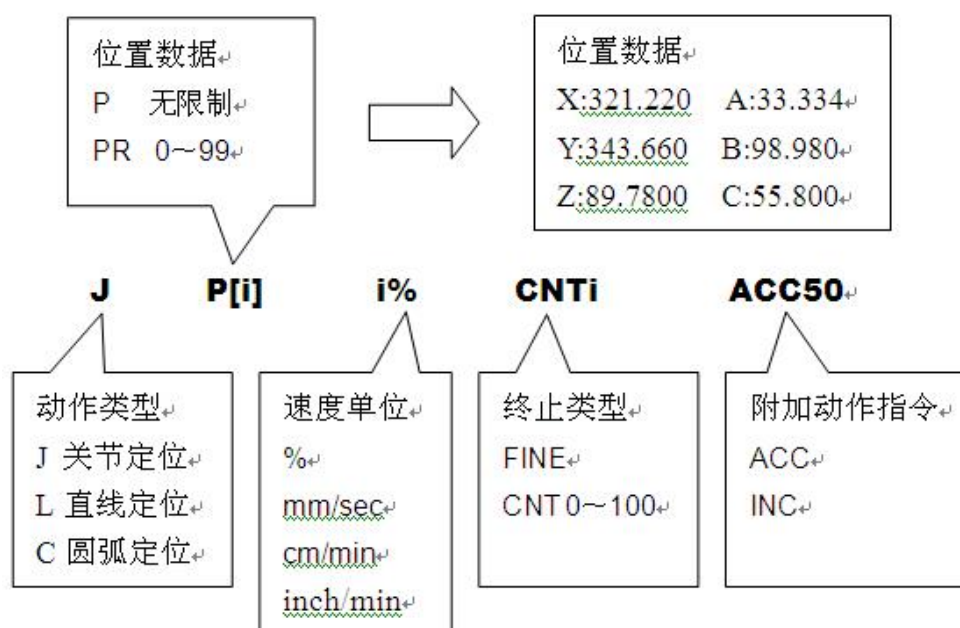 位置数据
P 无限制
PR 0～99
位置数据
X:321.220 A:33.334
Y:343.660 B:98.980
Z:89.7800 C:55.800
J P[i] i% CNTi ACC50
动作类型
J 关节定位
L 直线定位
C 圆弧定位
速度单位
%
mm/sec
cm/min
inch/min
终止类型
FINE
CNT 0～100
附加动作指令
ACC
INC